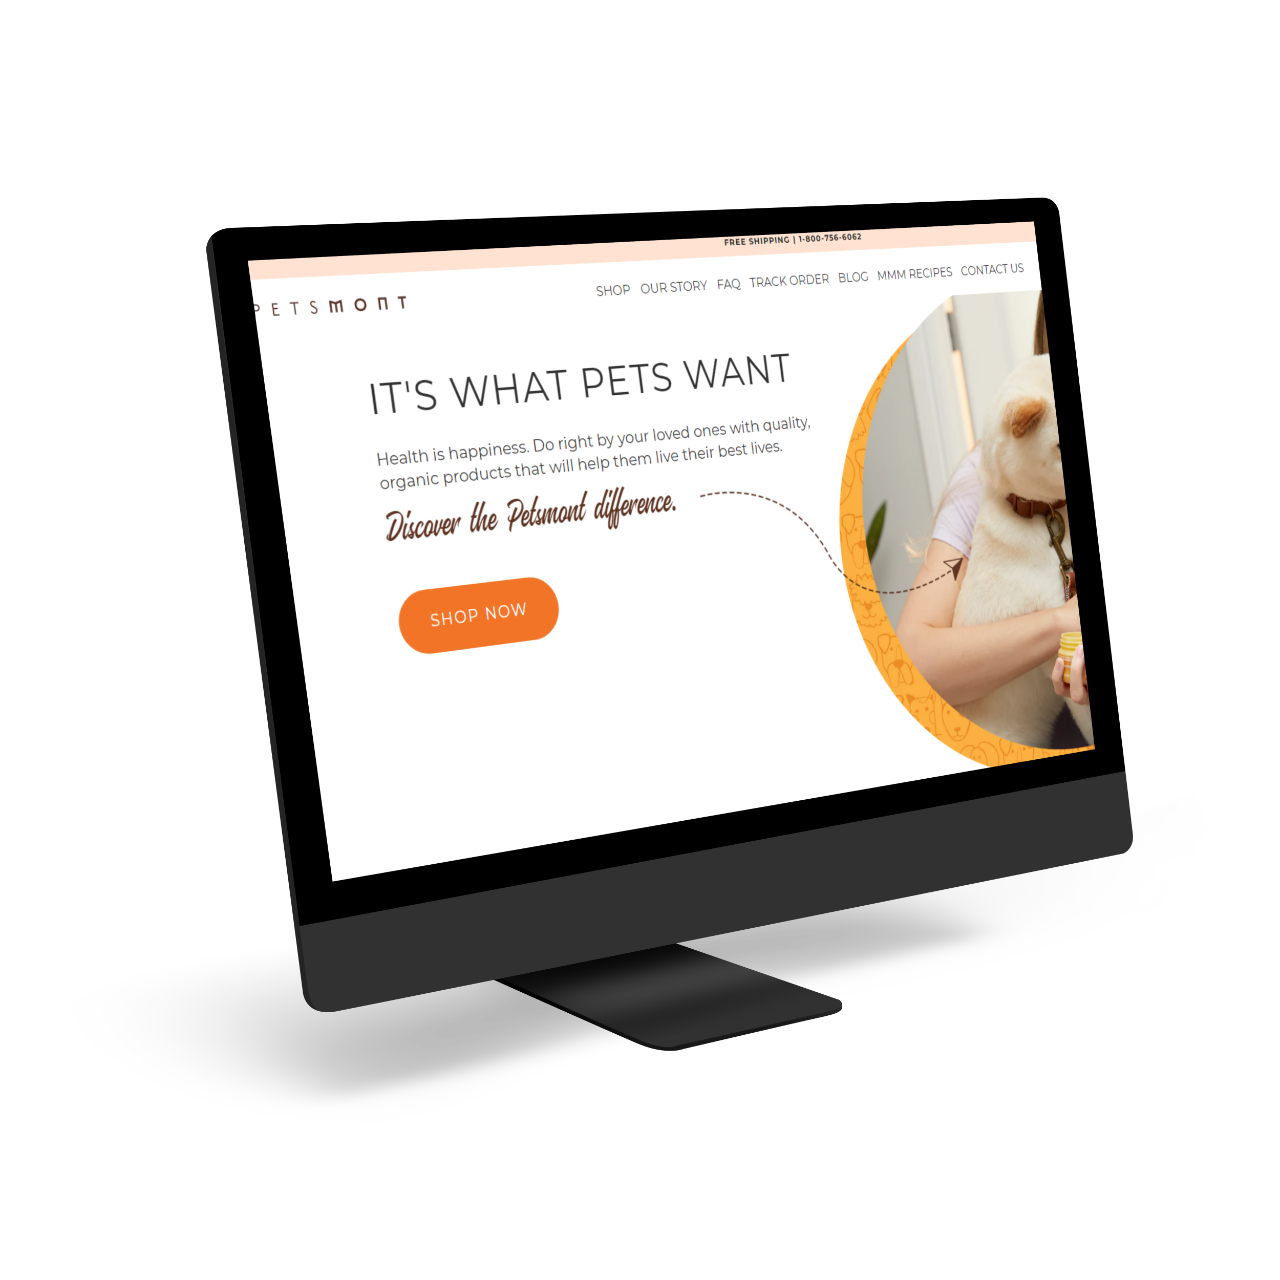 FREE SHIPPING | 1-800-756-6062
PETSMONT
SHOP OUR STORY FAQ TRACK ORDER BLOG MMM RECIPES CONTACT US
IT'S WHAT PETS WANT
Health is happiness. Do right by your loved ones with quality,
organic products that will help them live their best lives.
Discover the Petsmont difference.
SHOP NOW